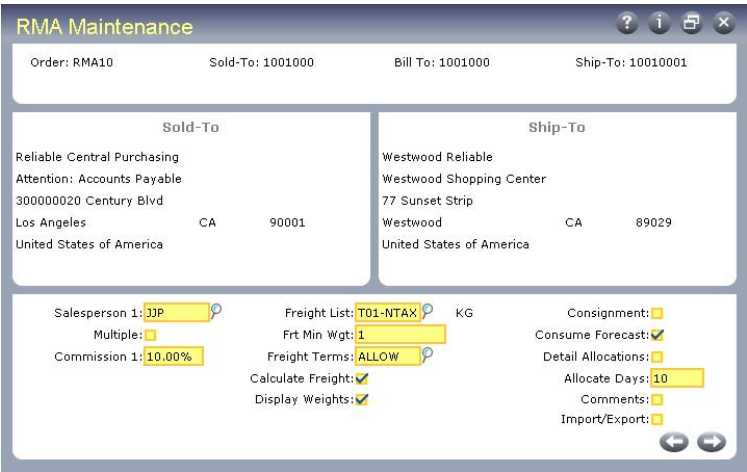 RMA Maintenance
Order: RMA10 Sold-To: 1001000 Bill To: 1001000 Ship-To: 10010001
Sold-To
Reliable Central Purchasing
Attention: Accounts Payable
300000020 Century Blvd
Los Angeles CA 90001
United States of America
Ship-To
Westwood Reliable
Westwood Shopping Center
77 Sunset Strip
Westwood CA 89029
United States of America
Salesperson 1: JJP
Multiple:
Commission 1: 10.00%
Freight List: T01-NTAX KG
Frt Min Wgt: 1
Freight Terms: ALLOW
Calculate Freight:
Display Weights:
Consignment:
Consume Forecast:
Detail Allocations:
Allocate Days: 10
Comments:
Import/Export: